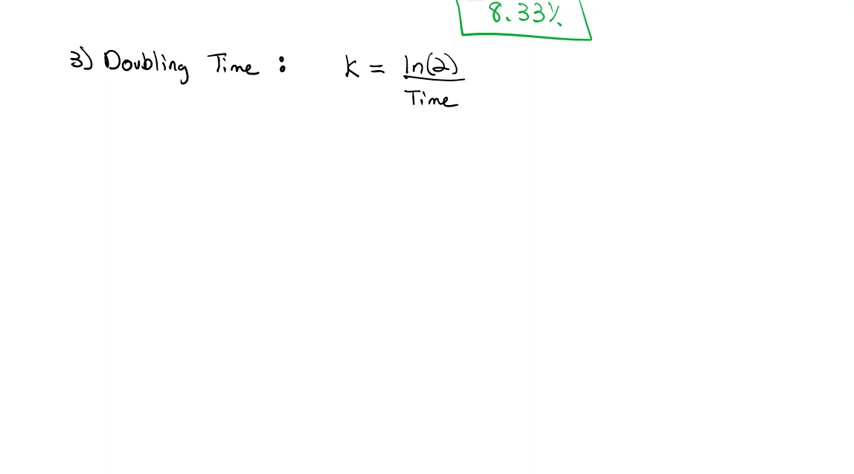 8.33%
3) Doubling Time : k = ln(2)
Time